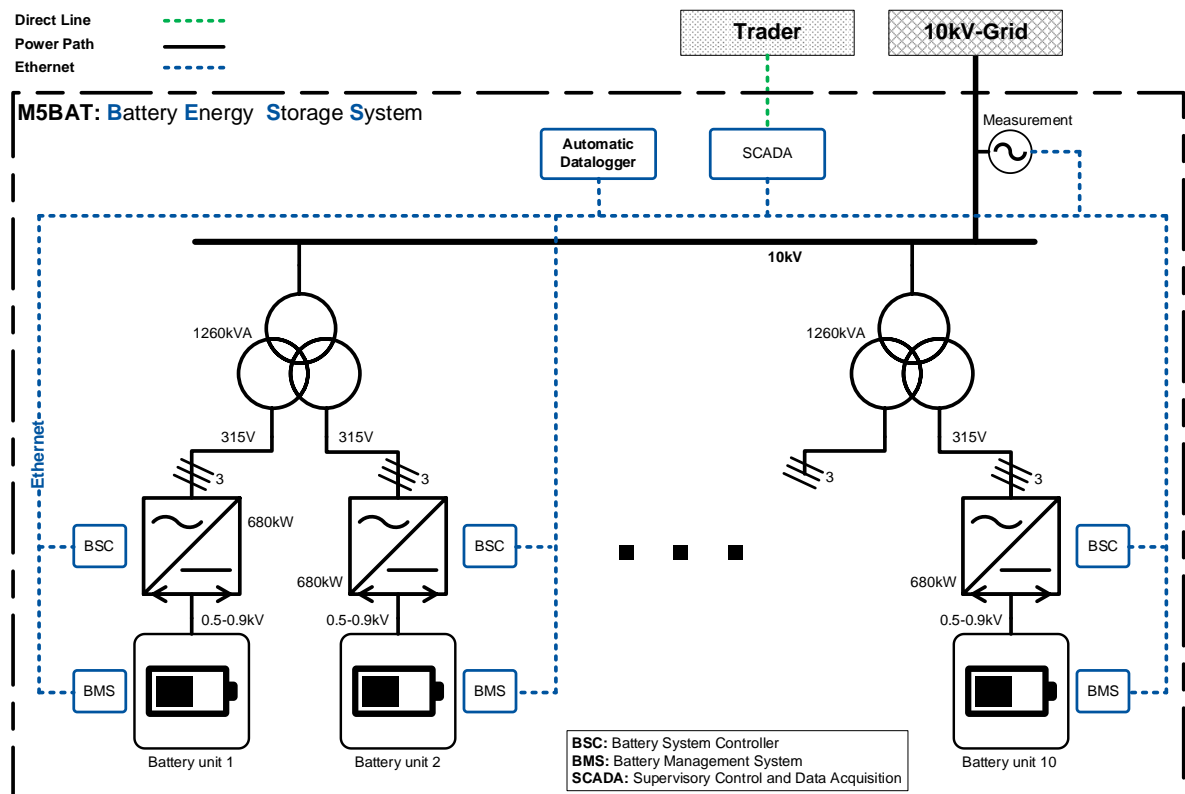 Direct Line
Power Path
Ethernet
Trader
10kV-Grid
M5BAT: Battery Energy Storage System
Measurement
Automatic
Datalogger
SCADA
10kV
1260kVA
1260kVA
Ethernet
315V
315V
315V
3
3
3
3
680kW
BSC
BSC
BSC
680kW
680kW
0.5-0.9kV
0.5-0.9kV
0.5-0.9kV
BMS
BMS
BMS
Battery unit 1
Battery unit 2
Battery unit 10
BSC: Battery System Controller
BMS: Battery Management System
SCADA: Supervisory Control and Data Acquisition